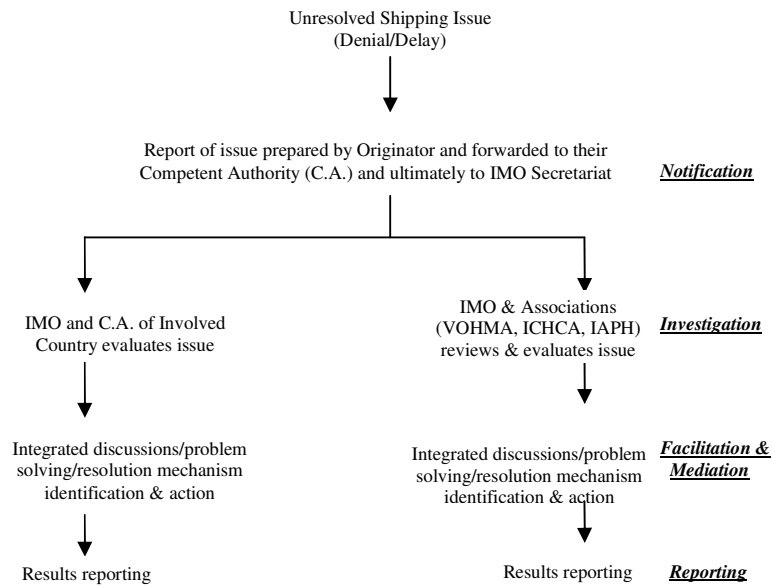 Unresolved Shipping Issue
(Denial/Delay)
Report of issue prepared by Originator and forwarded to their
Competent Authority (C.A.) and ultimately to IMO Secretariat
Notification
IMO and C.A. of Involved
Country evaluates issue
IMO & Associations
(VOHMA, ICHCA, IAPH)
reviews & evaluates issue
Investigation
Integrated discussions/problem
solving/resolution mechanism
identification & action
Integrated discussions/problem
solving/resolution mechanism
identification & action
Facilitation &
Mediation
Results reporting
Results reporting
Reporting